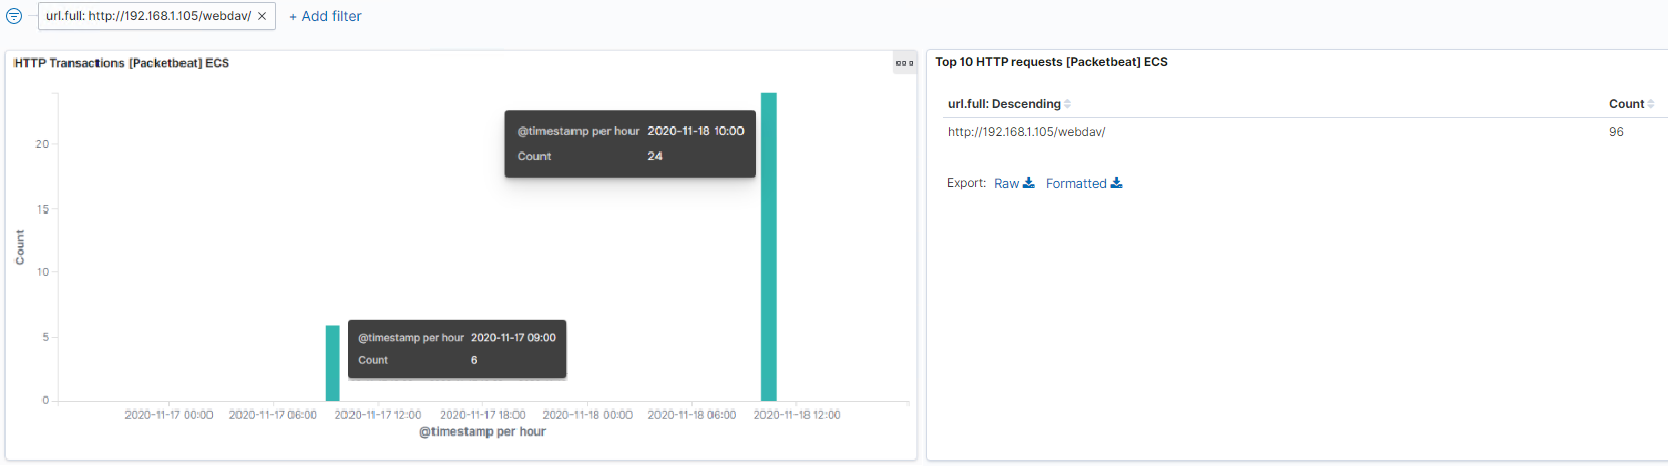 url.full: http://192.168.1.105/webdav/ ×
+ Add filter
HTTP Transactions [Packetbeat] ECS
20
15
10
5
0
Count
@timestamp per hour 2020-11-18 10:00
Count 24
@timestamp per hour 2020-11-17 09:00
Count 6
2020-11-17 00:00 2020-11-17 06:00 2020-11-17 12:00 2020-11-17 18:00 2020-11-18 00:00 2020-11-18 06:00 2020-11-18 12:00
@timestamp per hour
Top 10 HTTP requests [Packetbeat] ECS
url.full: Descending Count
http://192.168.1.105/webdav/ 96
Export: Raw Formatted